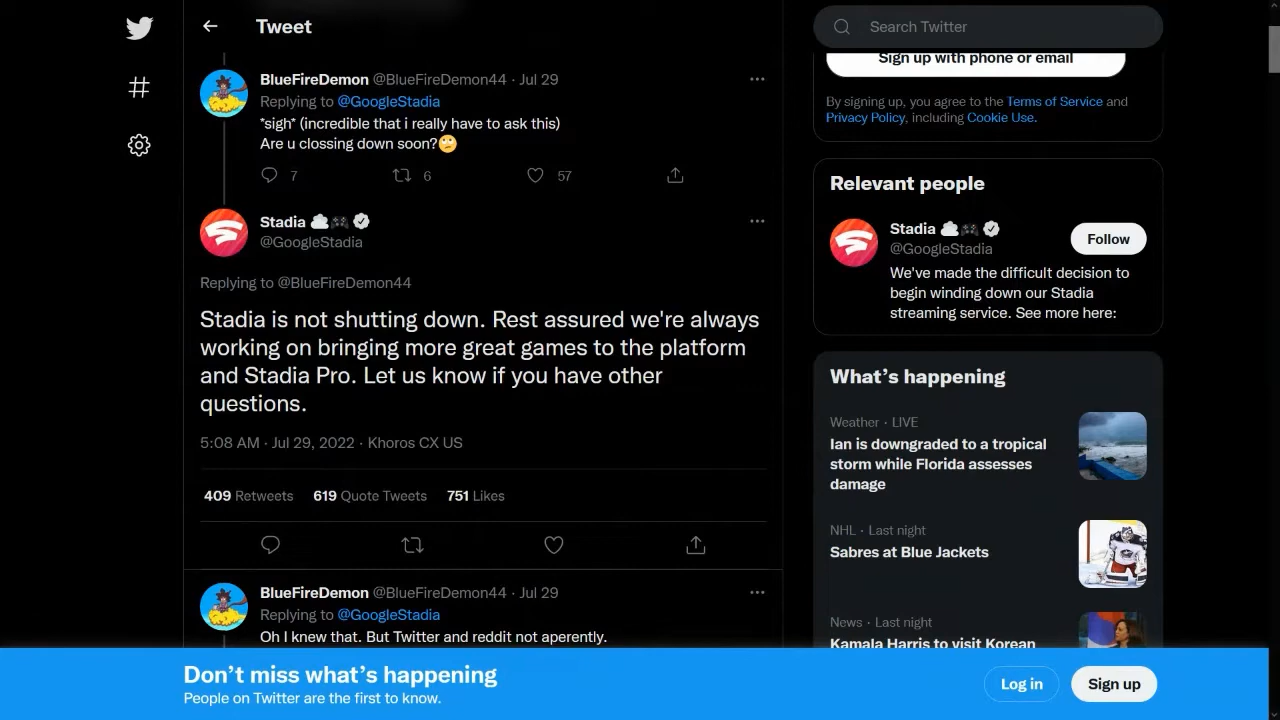 Tweet
BlueFireDemon @BlueFireDemon44 · Jul 29
Replying to @GoogleStadia
*sigh* (incredible that i really have to ask this)
Are u clossing down soon?🙄
7 6 57
Stadia ☁️🎮
@GoogleStadia
Replying to @BlueFireDemon44
Stadia is not shutting down. Rest assured we're always
working on bringing more great games to the platform
and Stadia Pro. Let us know if you have other
questions.
5:08 AM · Jul 29, 2022 · Khoros CX US
409 Retweets 619 Quote Tweets 751 Likes
BlueFireDemon @BlueFireDemon44 · Jul 29
Replying to @GoogleStadia
Oh I knew that. But Twitter and reddit not aperently.
Search Twitter
Sign up with phone or email
By signing up, you agree to the Terms of Service and
Privacy Policy, including Cookie Use.
Relevant people
Stadia ☁️🎮
@GoogleStadia
Follow
We've made the difficult decision to
begin winding down our Stadia
streaming service. See more here:
What's happening
Weather · LIVE
Ian is downgraded to a tropical
storm while Florida assesses
damage
NHL · Last night
Sabres at Blue Jackets
News · Last night
Kamala Harris to visit Korean
Don't miss what's happening
People on Twitter are the first to know.
Log in
Sign up